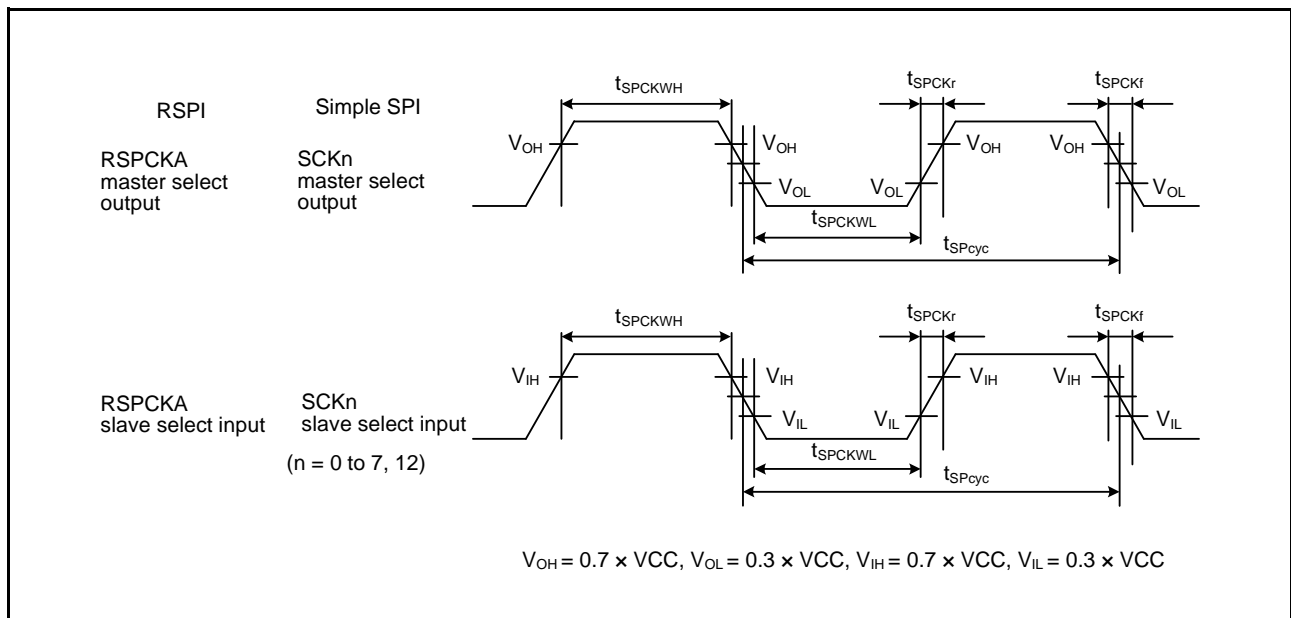 RSPI Simple SPI
tSPCKWH tSPCKr tSPCKf
RSPCKA
master select
output
SCKn
master select
output
VOH VOH VOH VOH
VOL VOL VOL
tSPCKWL
tSPcyc
tSPCKWH tSPCKr tSPCKf
RSPCKA
slave select input
SCKn
slave select input
(n = 0 to 7, 12)
VIH VIH VIH VIH
VIL VIL VIL
tSPCKWL
tSPcyc
VOH = 0.7 × VCC, VOL = 0.3 × VCC, VIH = 0.7 × VCC, VIL = 0.3 × VCC